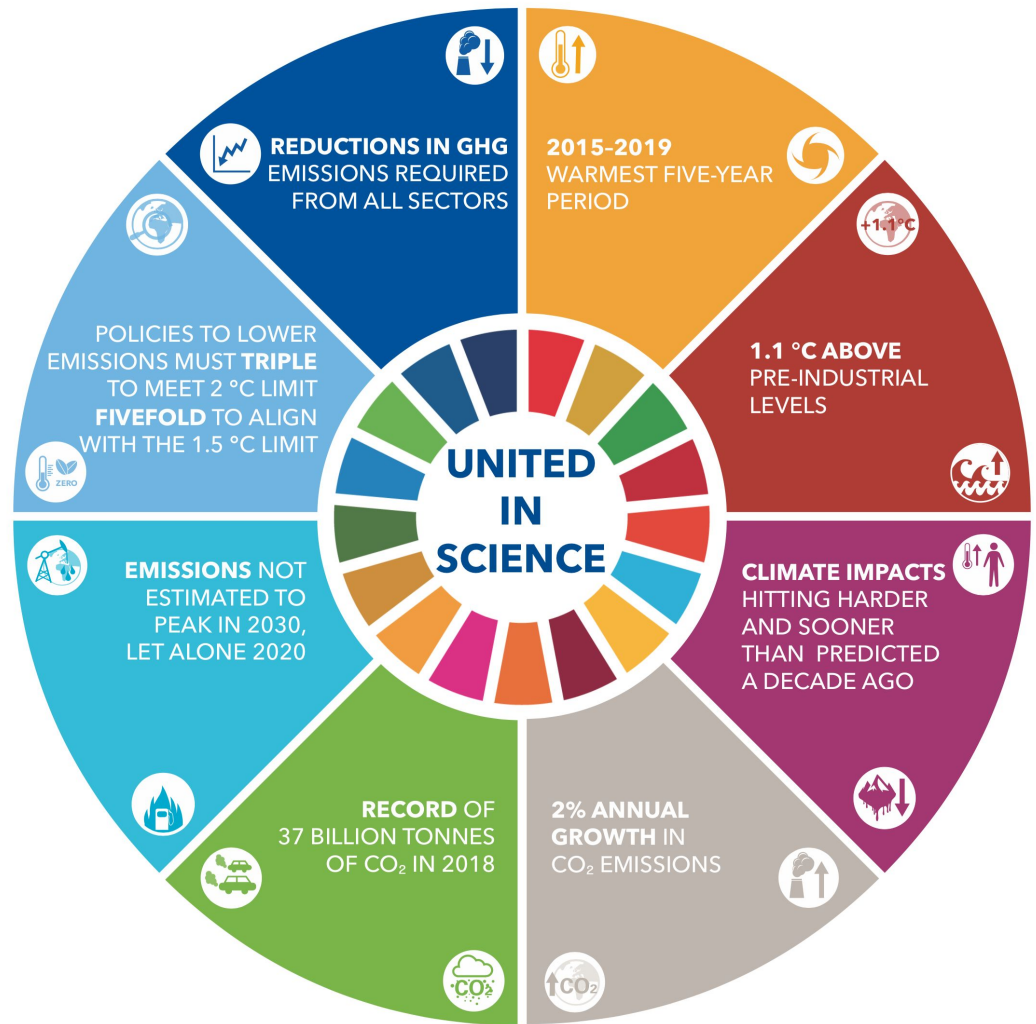 UNITED
IN
SCIENCE
2015–2019
WARMEST FIVE-YEAR
PERIOD
+1.1°C
1.1 °C ABOVE
PRE-INDUSTRIAL
LEVELS
CLIMATE IMPACTS
HITTING HARDER
AND SOONER
THAN PREDICTED
A DECADE AGO
2% ANNUAL
GROWTH IN
CO₂ EMISSIONS
CO₂
RECORD OF
37 BILLION TONNES
OF CO₂ IN 2018
CO₂
EMISSIONS NOT
ESTIMATED TO
PEAK IN 2030,
LET ALONE 2020
POLICIES TO LOWER
EMISSIONS MUST TRIPLE
TO MEET 2 °C LIMIT
FIVEFOLD TO ALIGN
WITH THE 1.5 °C LIMIT
ZERO
REDUCTIONS IN GHG
EMISSIONS REQUIRED
FROM ALL SECTORS